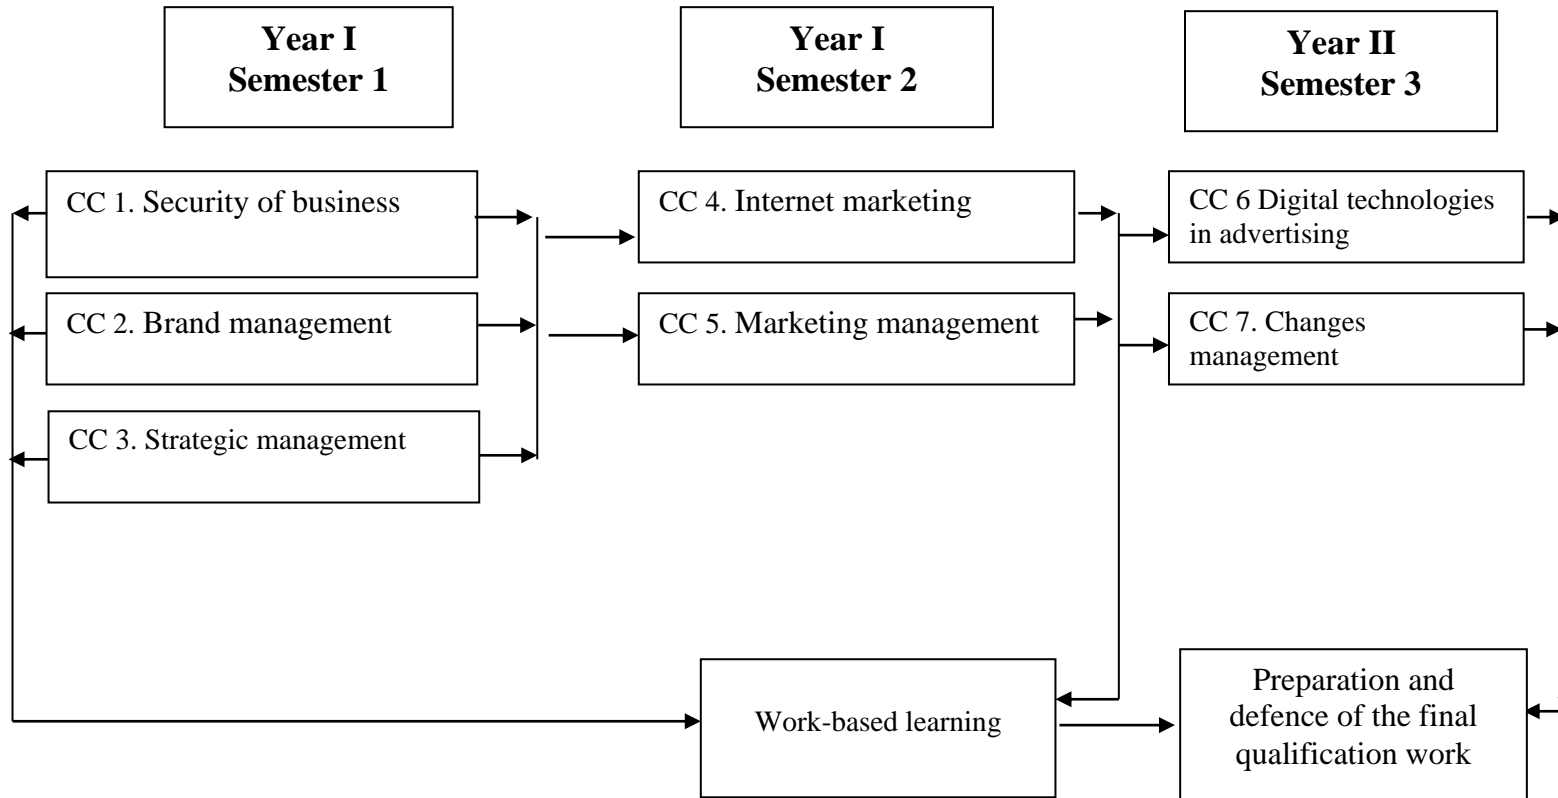 Year I
Semester 1
Year I
Semester 2
Year II
Semester 3
CC 1. Security of business
CC 4. Internet marketing
CC 6 Digital technologies
in advertising
CC 2. Brand management
CC 5. Marketing management
CC 7. Changes
management
CC 3. Strategic management
Work-based learning
Preparation and
defence of the final
qualification work